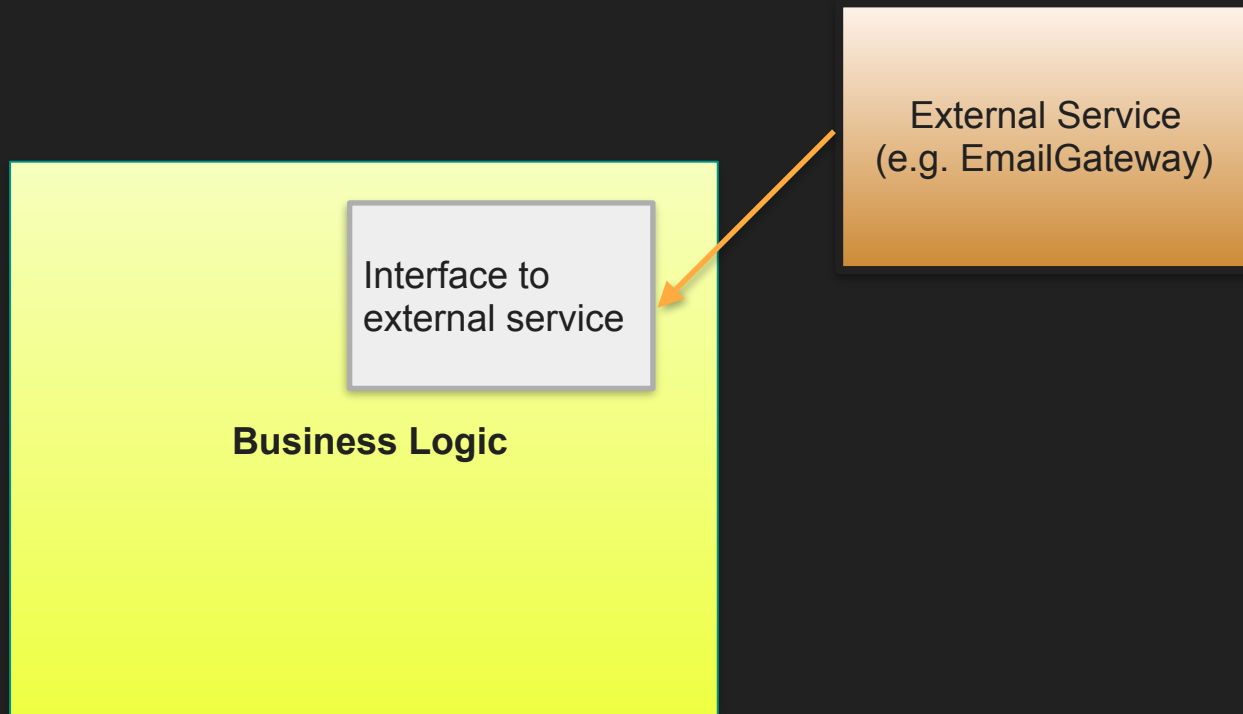 External Service
(e.g. EmailGateway)
Interface to
external service
Business Logic